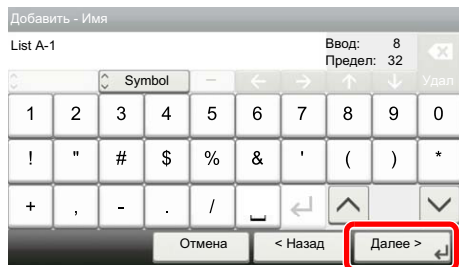 Добавить - Имя
List A-1 Ввод: 8
Предел: 32
Symbol − ← → ↑ ↓ Удал
1 2 3 4 5 6 7 8 9 0
! " # $ % & ' ( ) *
+ , - . / ⎵ ↵
Отмена < Назад Далее > ↵